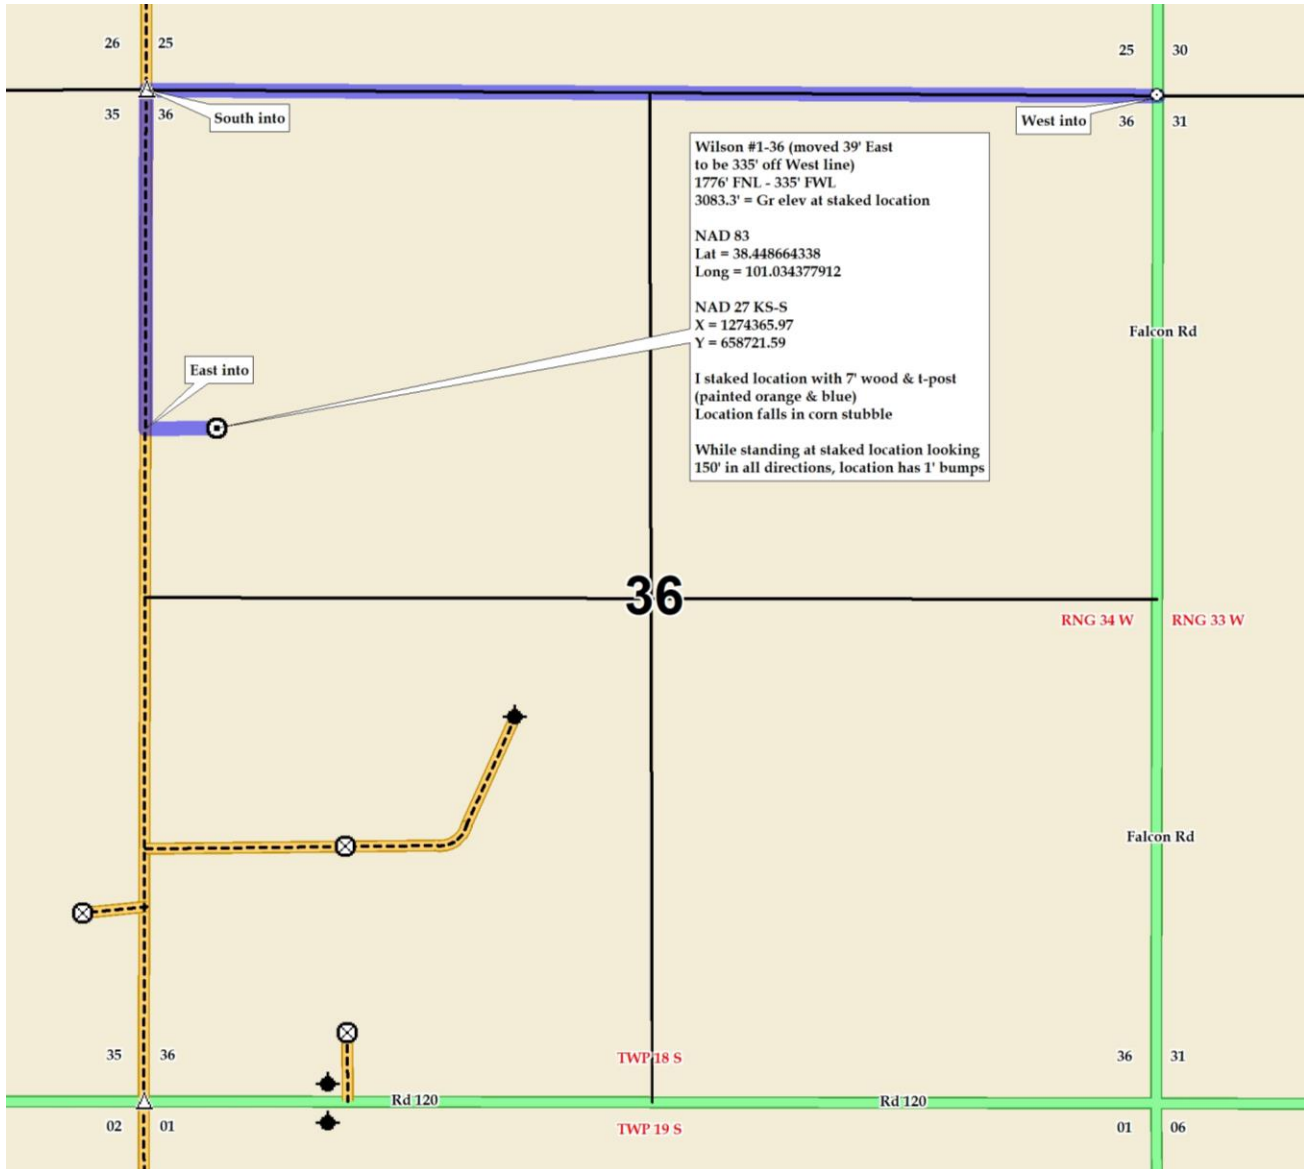 26 25
25 30
35 36
South into
West into
36 31
Wilson #1-36 (moved 39' East
to be 335' off West line)
1776' FNL - 335' FWL
3083.3' = Gr elev at staked location
NAD 83
Lat = 38.448664338
Long = 101.034377912
NAD 27 KS-S
X = 1274365.97
Y = 658721.59
I staked location with 7' wood & t-post
(painted orange & blue)
Location falls in corn stubble
While standing at staked location looking
150' in all directions, location has 1' bumps
Falcon Rd
East into
36
RNG 34 W RNG 33 W
Falcon Rd
35 36
TWP 18 S
36 31
Rd 120
Rd 120
02 01
TWP 19 S
01 06